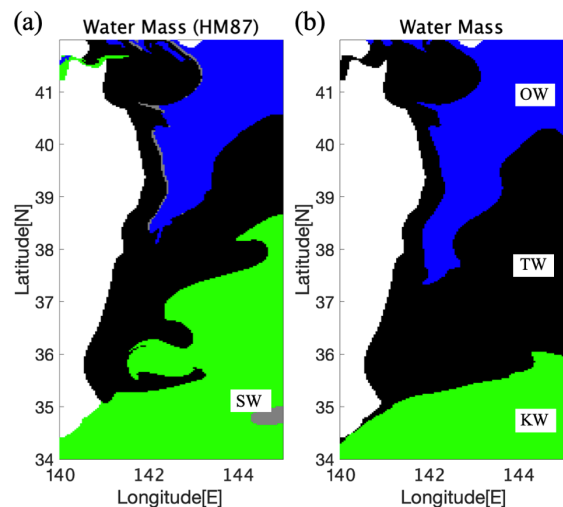 (a)
Water Mass (HM87)
41
40
39
38
37
36
35
34
Latitude[N]
140
142
144
Longitude[E]
SW
(b)
Water Mass
41
40
39
38
37
36
35
34
Latitude[N]
140
142
144
Longitude[E]
OW
TW
KW